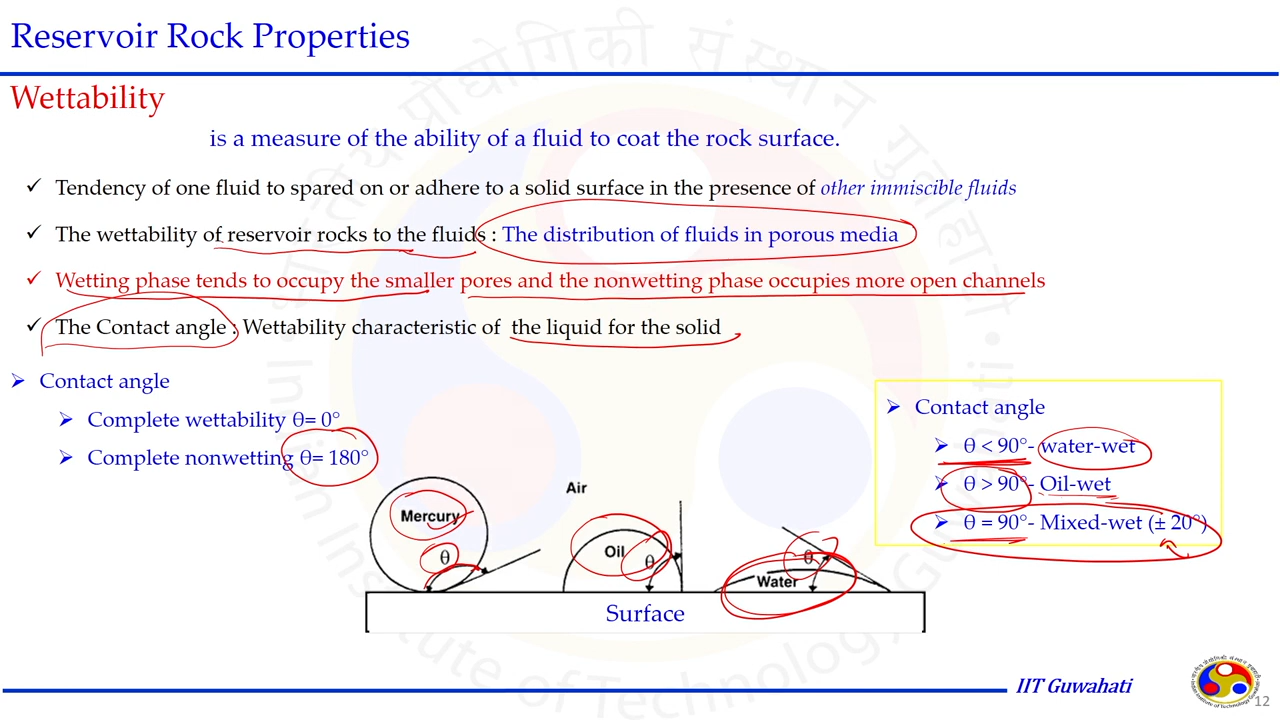 Reservoir Rock Properties
Wettability
is a measure of the ability of a fluid to coat the rock surface.
✓ Tendency of one fluid to spared on or adhere to a solid surface in the presence of other immiscible fluids
✓ The wettability of reservoir rocks to the fluids : The distribution of fluids in porous media
✓ Wetting phase tends to occupy the smaller pores and the nonwetting phase occupies more open channels
✓ The Contact angle : Wettability characteristic of the liquid for the solid
➢ Contact angle
➢ Complete wettability θ= 0°
➢ Complete nonwetting θ= 180°
➢ Contact angle
➢ θ < 90°- water-wet
➢ θ > 90°- Oil-wet
➢ θ = 90°- Mixed-wet (± 20°)
Air
Mercury
θ
Oil
θ
Water
θ
Surface
IIT Guwahati
12